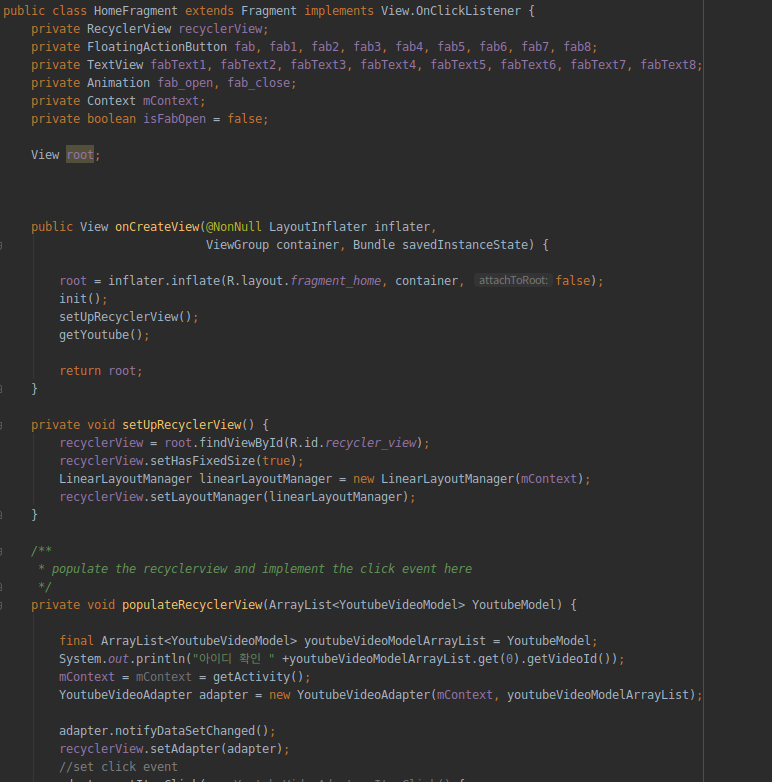 public class HomeFragment extends Fragment implements View.OnClickListener {
private RecyclerView recyclerView;
private FloatingActionButton fab, fab1, fab2, fab3, fab4, fab5, fab6, fab7, fab8;
private TextView fabText1, fabText2, fabText3, fabText4, fabText5, fabText6, fabText7, fabText8;
private Animation fab_open, fab_close;
private Context mContext;
private boolean isFabOpen = false;
View root;
public View onCreateView(@NonNull LayoutInflater inflater,
ViewGroup container, Bundle savedInstanceState) {
root = inflater.inflate(R.layout.fragment_home, container, attachToRoot: false);
init();
setUpRecyclerView();
getYoutube();
return root;
}
private void setUpRecyclerView() {
recyclerView = root.findViewById(R.id.recycler_view);
recyclerView.setHasFixedSize(true);
LinearLayoutManager linearLayoutManager = new LinearLayoutManager(mContext);
recyclerView.setLayoutManager(linearLayoutManager);
}
/**
* populate the recyclerview and implement the click event here
*/
private void populateRecyclerView(ArrayList<YoutubeVideoModel> YoutubeModel) {
final ArrayList<YoutubeVideoModel> youtubeVideoModelArrayList = YoutubeModel;
System.out.println("아이디 확인 " +youtubeVideoModelArrayList.get(0).getVideoId());
mContext = mContext = getActivity();
YoutubeVideoAdapter adapter = new YoutubeVideoAdapter(mContext, youtubeVideoModelArrayList);
adapter.notifyDataSetChanged();
recyclerView.setAdapter(adapter);
//set click event